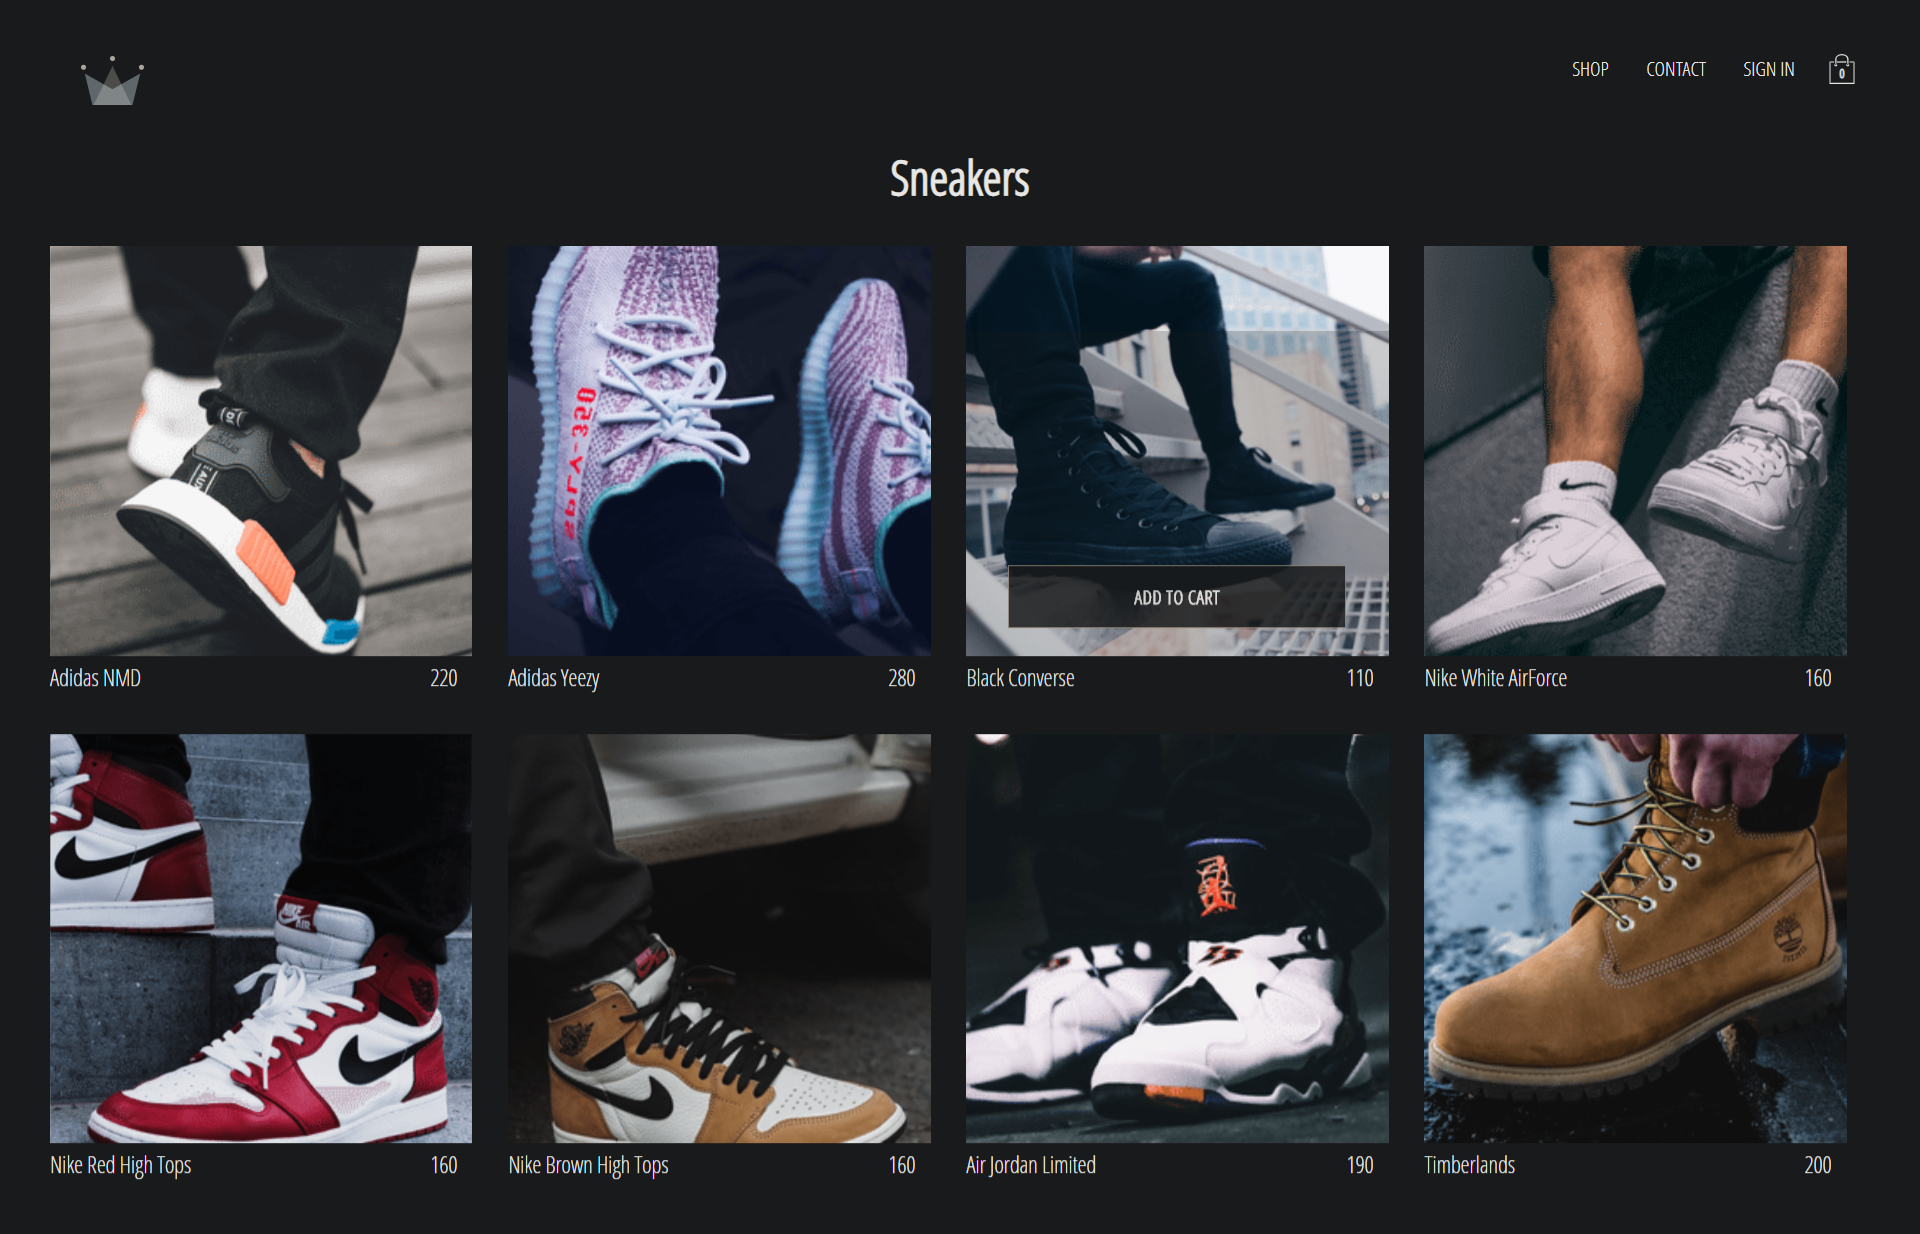 SHOP CONTACT SIGN IN
0
Sneakers
ADD TO CART
Adidas NMD 220
Adidas Yeezy 280
Black Converse 110
Nike White AirForce 160
NIKE
AIR
Nike Red High Tops 160
Nike Brown High Tops 160
Air Jordan Limited 190
Timberlands 200